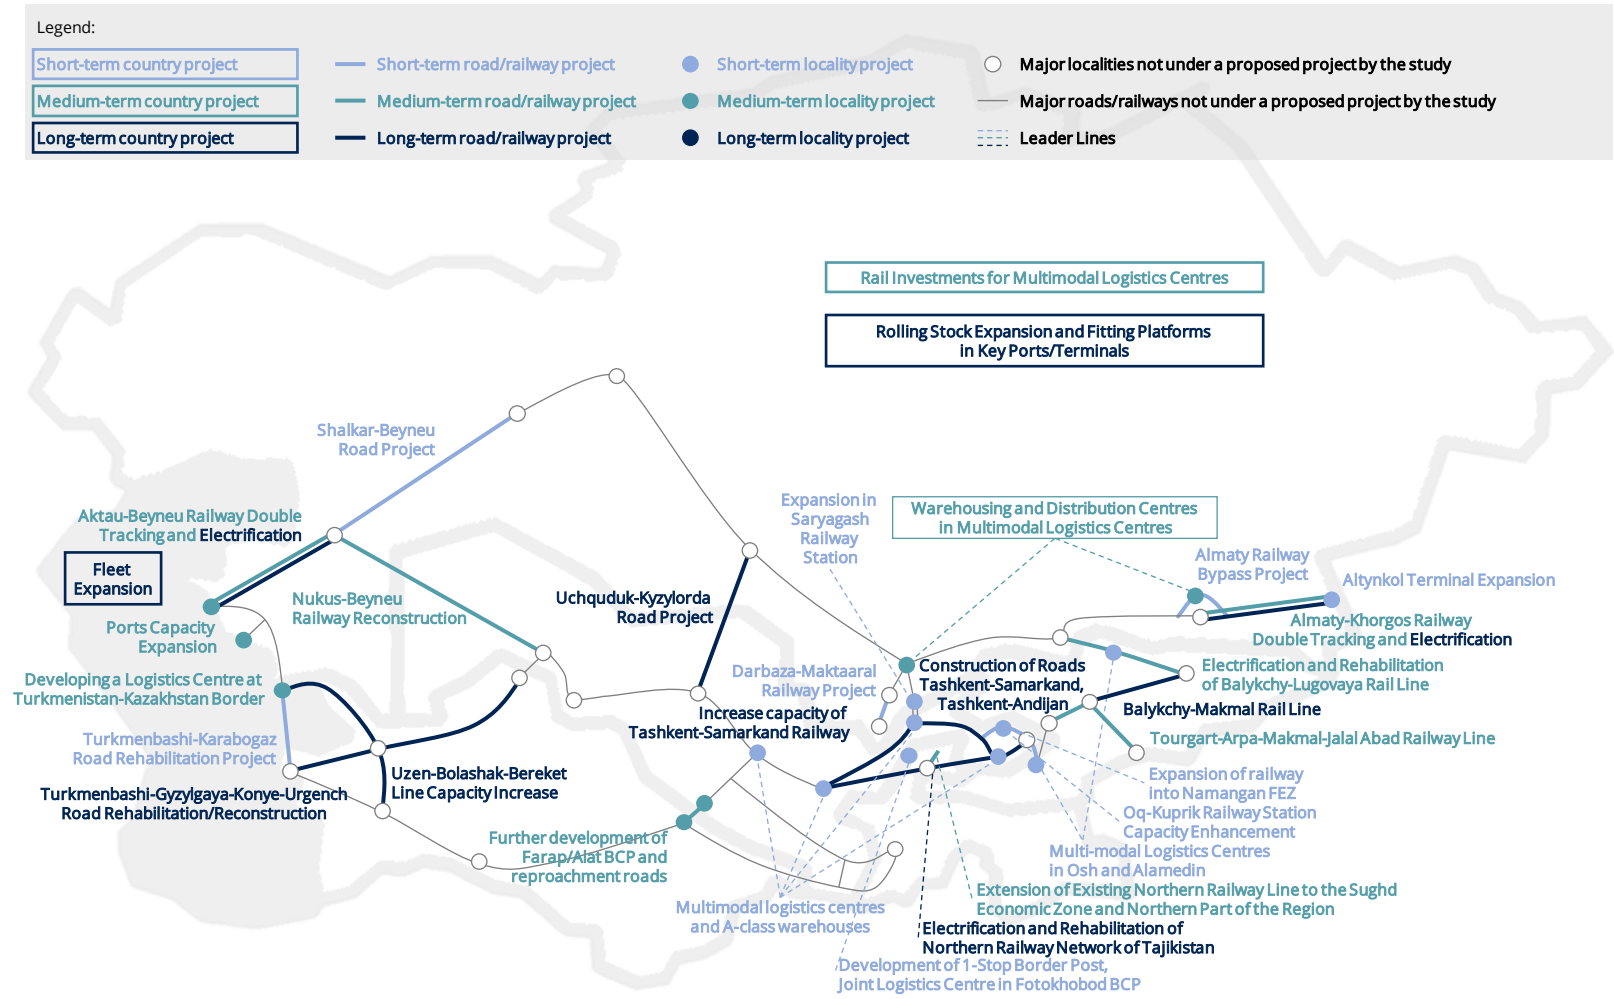 Legend:
Short-term country project
Short-term road/railway project
Short-term locality project
Major localities not under a proposed project by the study
Medium-term country project
Medium-term road/railway project
Medium-term locality project
Major roads/railways not under a proposed project by the study
Long-term country project
Long-term road/railway project
Long-term locality project
Leader Lines
Rail Investments for Multimodal Logistics Centres
Rolling Stock Expansion and Fitting Platforms
in Key Ports/Terminals
Shalkar-Beyneu
Road Project
Aktau-Beyneu Railway Double
Tracking and Electrification
Fleet
Expansion
Ports Capacity
Expansion
Nukus-Beyneu
Railway Reconstruction
Developing a Logistics Centre at
Turkmenistan-Kazakhstan Border
Turkmenbashi-Karabogaz
Road Rehabilitation Project
Turkmenbashi-Gyzylgaya-Konye-Urgench
Road Rehabilitation/Reconstruction
Uzen-Bolashak-Bereket
Line Capacity Increase
Uchquduk-Kyzylorda
Road Project
Expansion in
Saryagash
Railway
Station
Warehousing and Distribution Centres
in Multimodal Logistics Centres
Almaty Railway
Bypass Project
Altynkol Terminal Expansion
Almaty-Khorgos Railway
Double Tracking and Electrification
Darbaza-Maktaaral
Railway Project
Construction of Roads
Tashkent-Samarkand,
Tashkent-Andijan
Increase capacity of
Tashkent-Samarkand Railway
Electrification and Rehabilitation
of Balykchy-Lugovaya Rail Line
Balykchy-Makmal Rail Line
Tourgart-Arpa-Makmal-Jalal Abad Railway Line
Expansion of railway
into Namangan FEZ
Oq-Kuprik Railway Station
Capacity Enhancement
Multi-modal Logistics Centres
in Osh and Alamedin
Further development of
Farap/Alat BCP and
reproachment roads
Extension of Existing Northern Railway Line to the Sughd
Economic Zone and Northern Part of the Region
Multimodal logistics centres
and A-class warehouses
Electrification and Rehabilitation of
Northern Railway Network of Tajikistan
Development of 1-Stop Border Post,
Joint Logistics Centre in Fotokhobod BCP